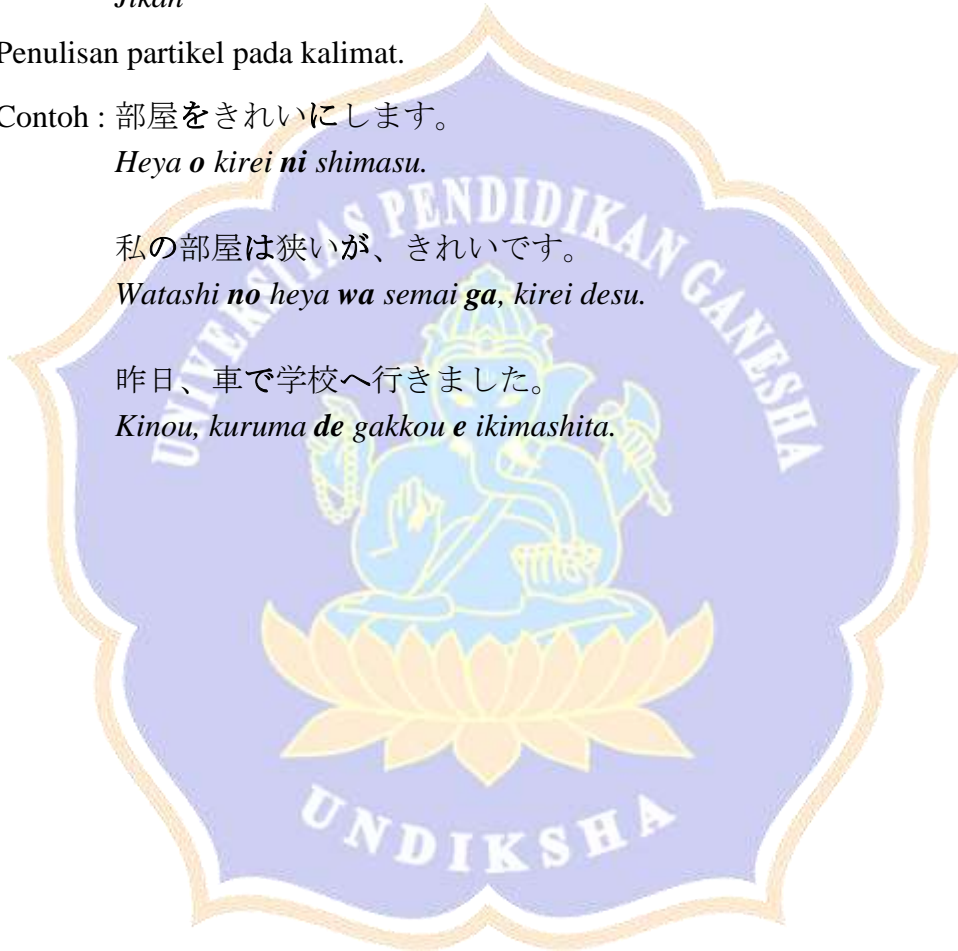 Jikan
Penulisan partikel pada kalimat.
Contoh : 部屋をきれいにします。
Heya o kirei ni shimasu.
私の部屋は狭いが、きれいです。
Watashi no heya wa semai ga, kirei desu.
昨日、車で学校へ行きました。
Kinou, kuruma de gakkou e ikimashita.
UNIVERSITAS PENDIDIKAN GANESHA
UNDIKSHA